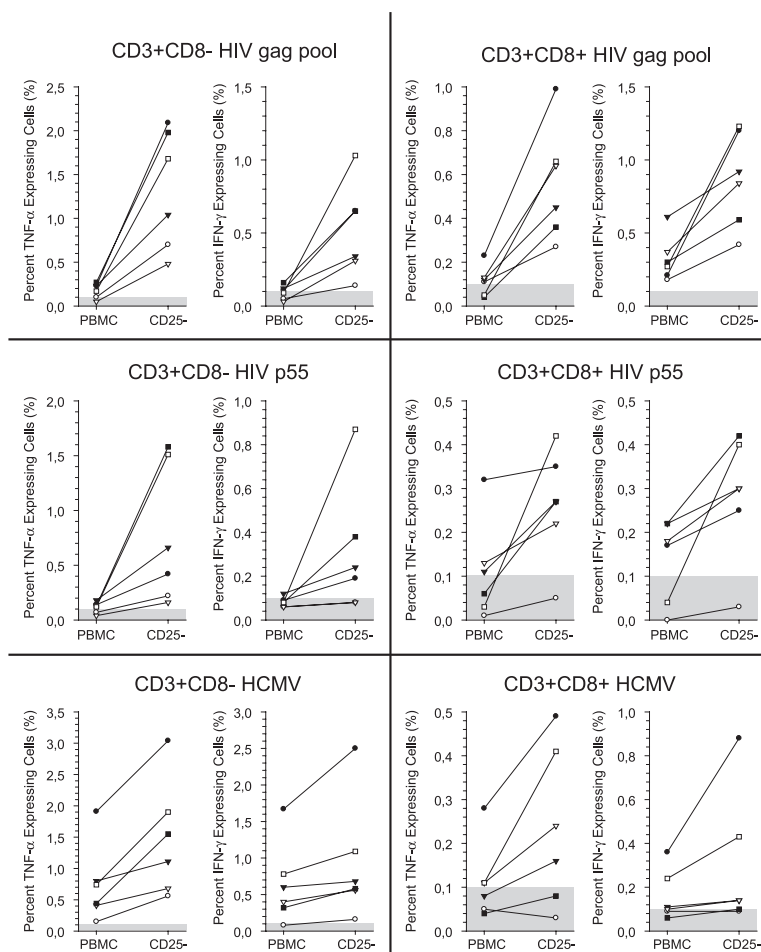 CD3+CD8- HIV gag pool
Percent TNF-α Expressing Cells (%)
2,5
2,0
1,5
1,0
0,5
0,0
PBMC CD25-
Percent IFN-γ Expressing Cells (%)
1,5
1,0
0,5
0,0
PBMC CD25-
CD3+CD8+ HIV gag pool
Percent TNF-α Expressing Cells (%)
1,0
0,8
0,6
0,4
0,2
0,0
PBMC CD25-
Percent IFN-γ Expressing Cells (%)
1,5
1,0
0,5
0,0
PBMC CD25-
CD3+CD8- HIV p55
Percent TNF-α Expressing Cells (%)
2,0
1,5
1,0
0,5
0,0
PBMC CD25-
Percent IFN-γ Expressing Cells (%)
1,0
0,8
0,6
0,4
0,2
0,0
PBMC CD25-
CD3+CD8+ HIV p55
Percent TNF-α Expressing Cells (%)
0,5
0,4
0,3
0,2
0,1
0,0
PBMC CD25-
Percent IFN-γ Expressing Cells (%)
0,5
0,4
0,3
0,2
0,1
0,0
PBMC CD25-
CD3+CD8- HCMV
Percent TNF-α Expressing Cells (%)
3,5
3,0
2,5
2,0
1,5
1,0
0,5
0,0
PBMC CD25-
Percent IFN-γ Expressing Cells (%)
3,0
2,5
2,0
1,5
1,0
0,5
0,0
PBMC CD25-
CD3+CD8+ HCMV
Percent TNF-α Expressing Cells (%)
0,5
0,4
0,3
0,2
0,1
0,0
PBMC CD25-
Percent IFN-γ Expressing Cells (%)
1,0
0,8
0,6
0,4
0,2
0,0
PBMC CD25-